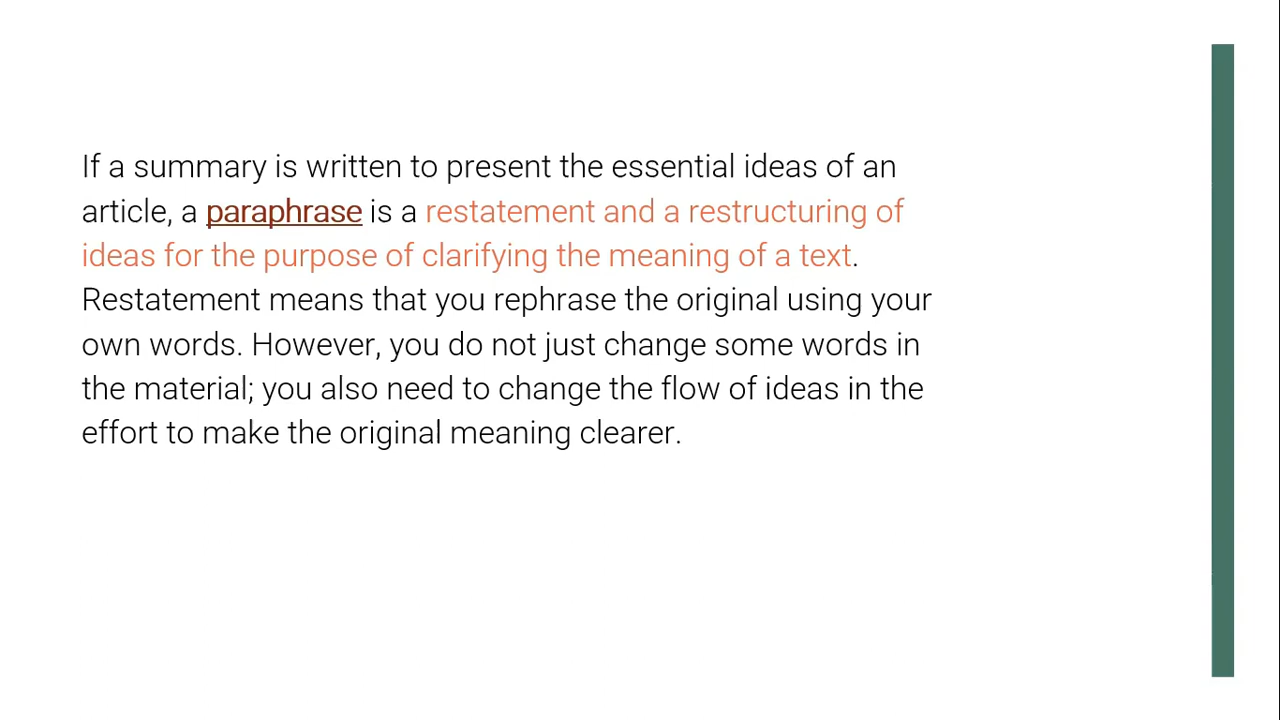 If a summary is written to present the essential ideas of an
article, a paraphrase is a restatement and a restructuring of
ideas for the purpose of clarifying the meaning of a text.
Restatement means that you rephrase the original using your
own words. However, you do not just change some words in
the material; you also need to change the flow of ideas in the
effort to make the original meaning clearer.